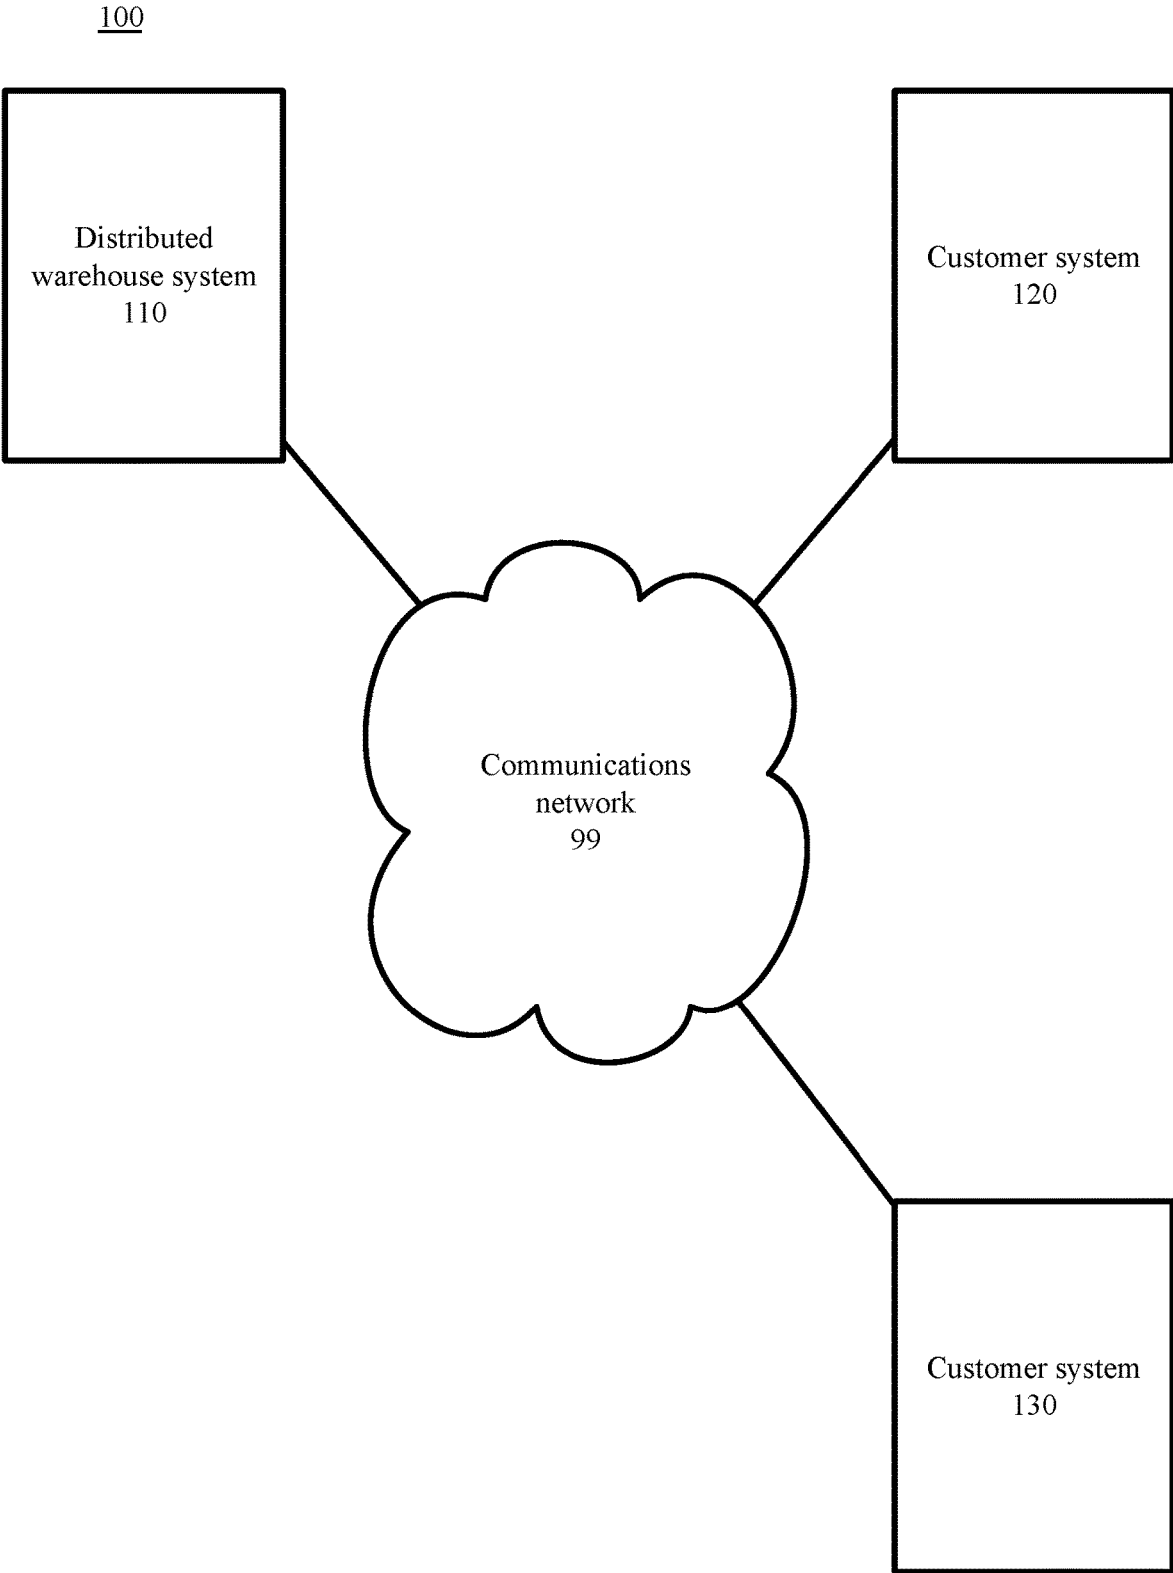 100
Distributed
warehouse system
110
Customer system
120
Communications
network
99
Customer system
130